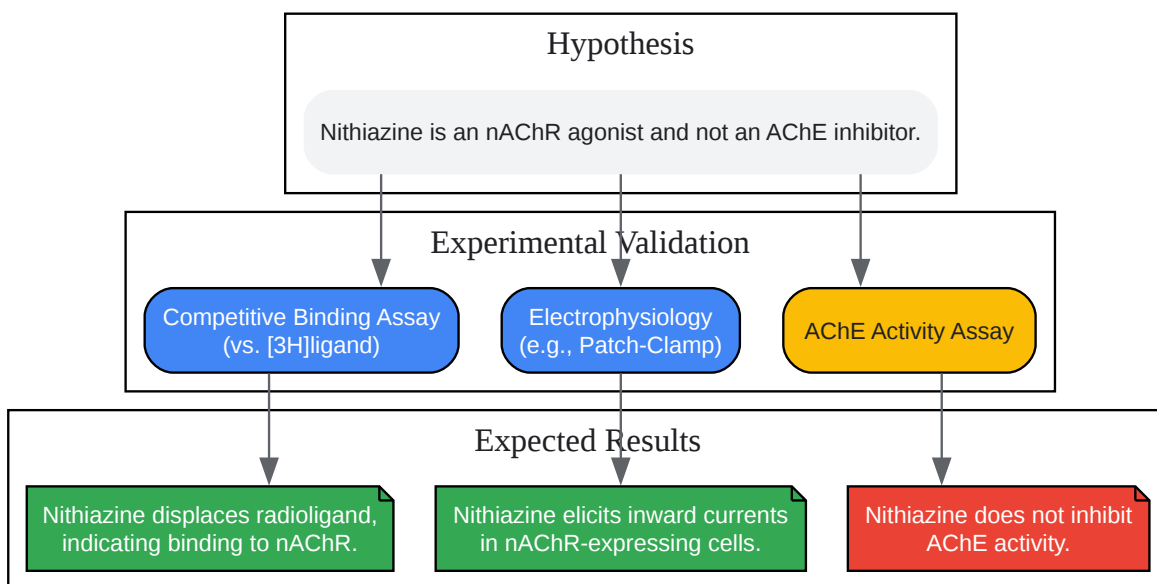 Hypothesis
Nithiazine is an nAChR agonist and not an AChE inhibitor.
Experimental Validation
Competitive Binding Assay
(vs. [3H]ligand)
Electrophysiology
(e.g., Patch-Clamp)
AChE Activity Assay
Expected Results
Nithiazine displaces radioligand,
indicating binding to nAChR.
Nithiazine elicits inward currents
in nAChR-expressing cells.
Nithiazine does not inhibit
AChE activity.